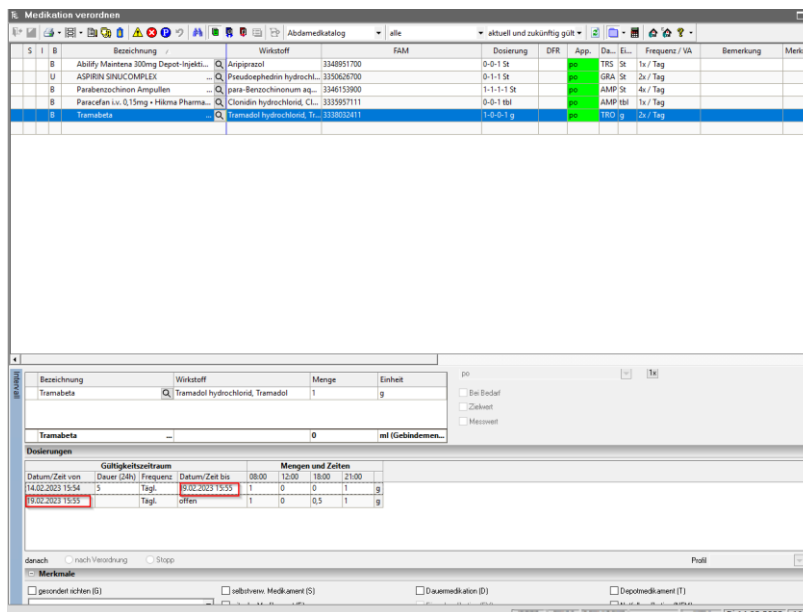 Medikation verordnen
Abdamedkatalog alle aktuell und zukünftig gült
S I B Bezeichnung Wirkstoff FAM Dosierung DFR App. Da... Ei... Frequenz / VA Bemerkung Merk
B Abilify Maintena 300mg Depot-Injekti... Aripiprazol 3348951700 0-0-1 St po TRS St 1x / Tag
U ASPIRIN SINUCOMPLEX ... Pseudoephedrin hydrochl... 3350626700 0-1-1 St po GRA St 2x / Tag
B Parabenzochinon Ampullen ... para-Benzochinonum aq... 3346153900 1-1-1-1 St po AMP St 4x / Tag
B Paracefan i.v. 0,15mg • Hikma Pharma... Clonidin hydrochlorid, Cl... 3335957111 0-0-1 tbl po AMP tbl 1x / Tag
B Tramabeta ... Tramadol hydrochlorid, Tr... 3338032411 1-0-0-1 g po TRO g 2x / Tag
Intervall
Bezeichnung Wirkstoff Menge Einheit
Tramabeta Tramadol hydrochlorid, Tramadol 1 g
Tramabeta ... 0 ml (Gebindemen...
po 1x
Bei Bedarf
Zielwert
Messwert
Dosierungen
Gültigkeitszeitraum Mengen und Zeiten
Datum/Zeit von Dauer (24h) Frequenz Datum/Zeit bis 08:00 12:00 18:00 21:00
14.02.2023 15:54 5 Tägl. 19.02.2023 15:55 1 0 0 1 g
19.02.2023 15:55 Tägl. offen 1 0 0,5 1 g
danach nach Verordnung Stopp Profil
Merkmale
gesondert richten (G) selbstverw. Medikament (S) Dauermedikation (D) Depotmedikament (T)